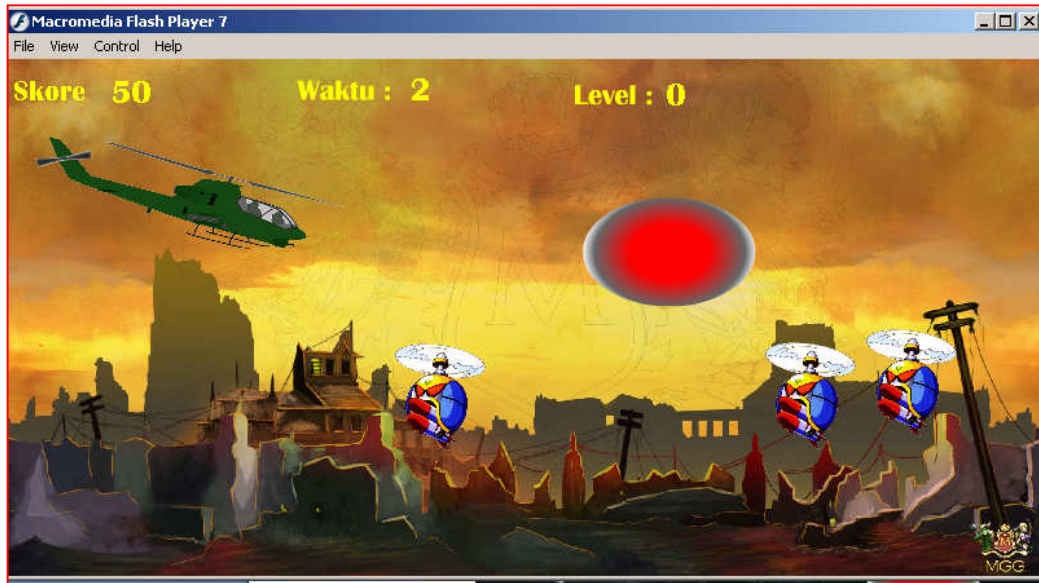 Macromedia Flash Player 7
File View Control Help
Skore 50 Waktu : 2 Level : 0
MGG